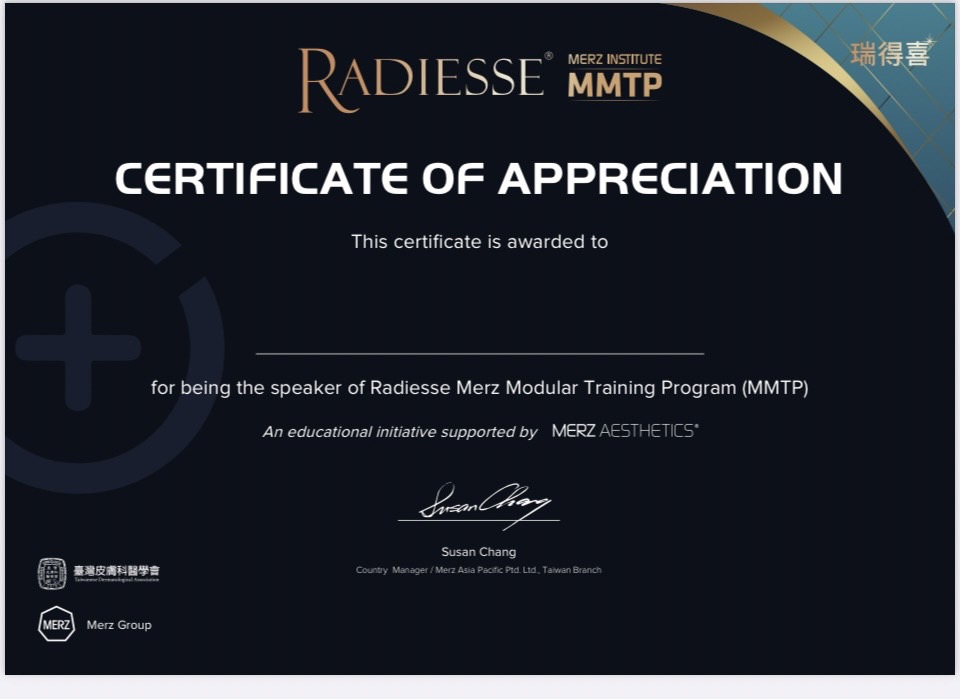 RADIESSE® MERZ INSTITUTE MMTP
瑞得喜
CERTIFICATE OF APPRECIATION
This certificate is awarded to
for being the speaker of Radiesse Merz Modular Training Program (MMTP)
An educational initiative supported by MERZ AESTHETICS®
Susan Chang
Susan Chang
Country Manager / Merz Asia Pacific Ptd. Ltd., Taiwan Branch
臺灣皮膚科醫學會
Taiwanese Dermatological Association
MERZ Merz Group